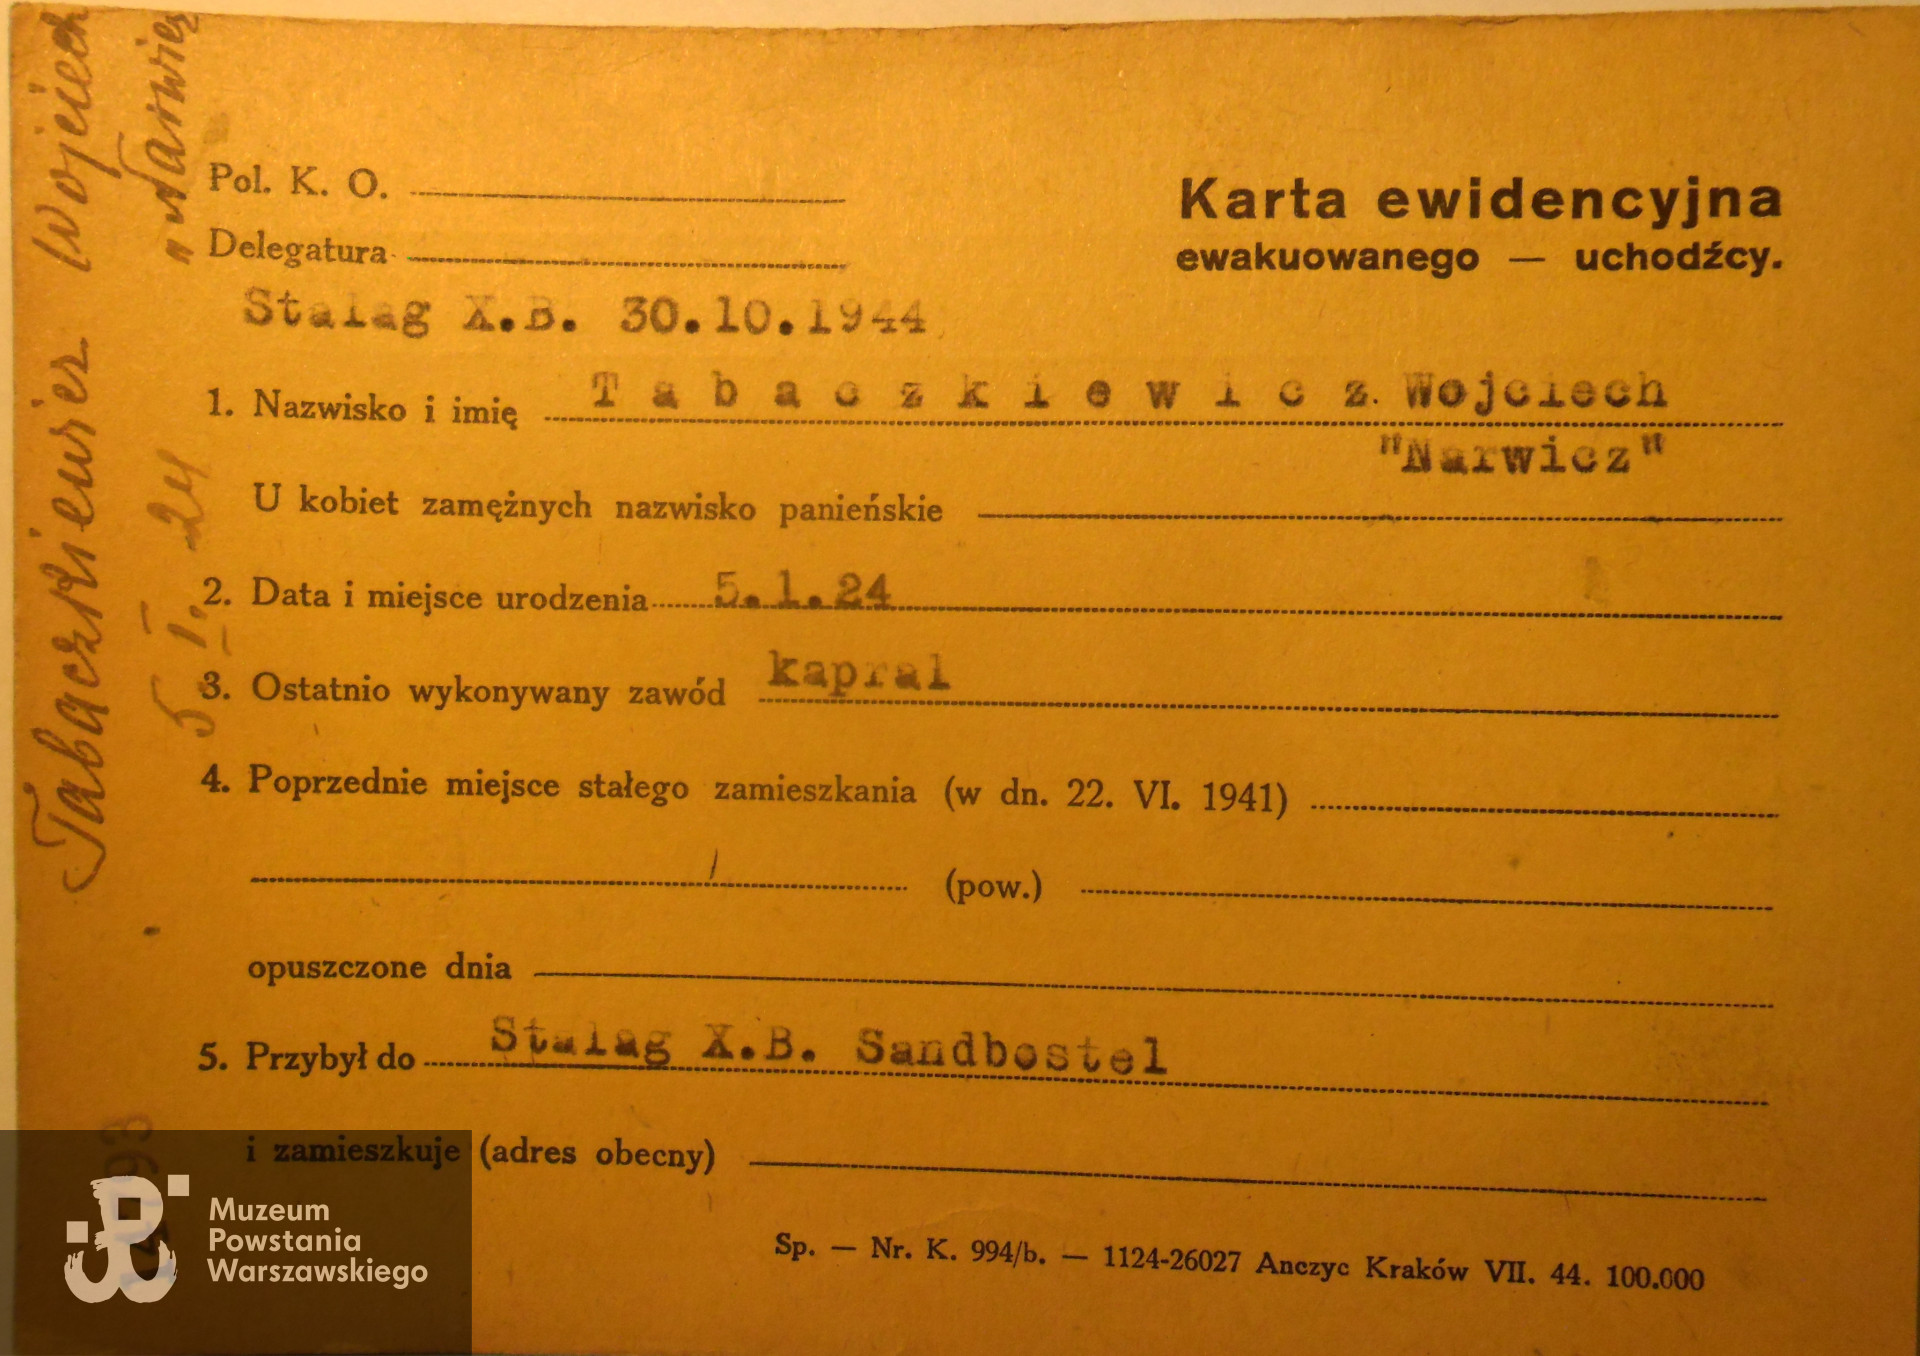 Tabaczkiewicz Wojciech
"Narwicz
5 I. 24
Pol. K. O.
Delegatura
Karta ewidencyjna
ewakuowanego — uchodźcy.
Stalag X.B. 30.10.1944
1. Nazwisko i imię Tabaczkiewicz. Wojciech
"Narwicz"
U kobiet zamężnych nazwisko panieńskie
2. Data i miejsce urodzenia 5.1.24
3. Ostatnio wykonywany zawód kapral
4. Poprzednie miejsce stałego zamieszkania (w dn. 22. VI. 1941)
(pow.)
opuszczone dnia
5. Przybył do Stalag X.B. Sandbostel
i zamieszkuje (adres obecny)
Sp. — Nr. K. 994/b. — 1124-26027 Anczyc Kraków VII. 44. 100.000
Muzeum
Powstania
Warszawskiego